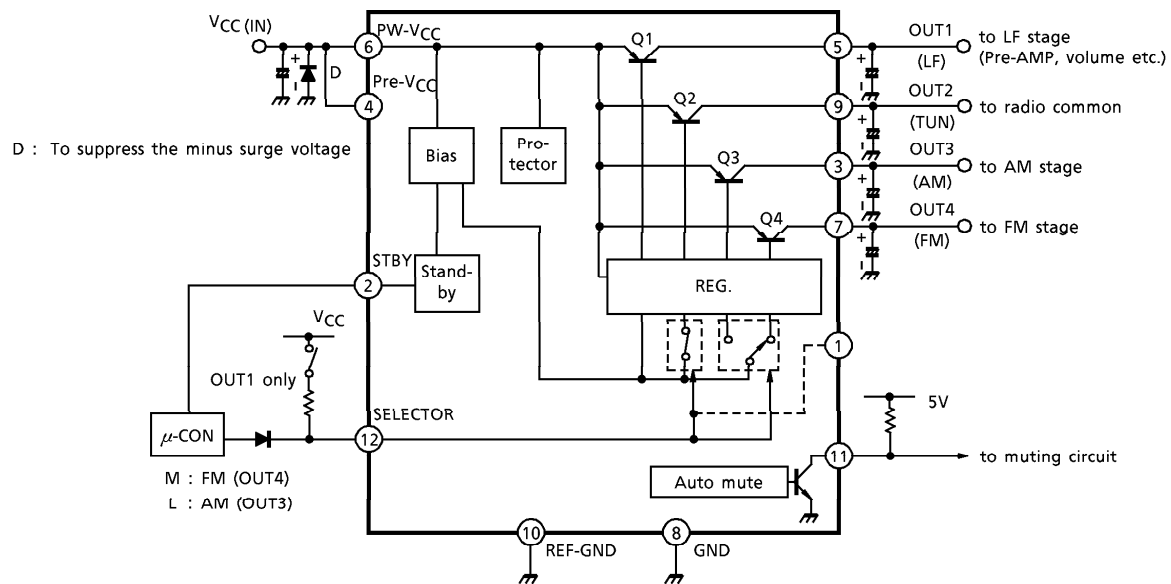 VCC (IN)
6
PW-VCC
Q1
5
OUT1
(LF)
to LF stage
(Pre-AMP, volume etc.)
+
D
Pre-VCC
4
Q2
9
+
OUT2
(TUN)
to radio common
D : To suppress the minus surge voltage
Bias
Pro-
tector
Q3
3
+
OUT3
(AM)
to AM stage
Q4
7
+
OUT4
(FM)
to FM stage
+
STBY
2
Stand-
by
REG.
VCC
1
OUT1 only
5V
SELECTOR
μ-CON
12
11
to muting circuit
M : FM (OUT4)
L : AM (OUT3)
Auto mute
10
REF-GND
8
GND